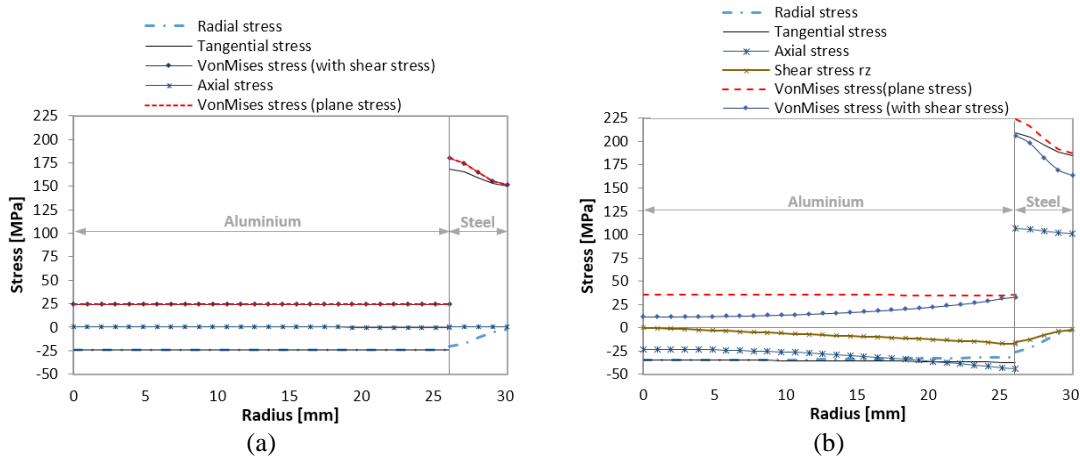 Radial stress
Tangential stress
VonMises stress (with shear stress)
Axial stress
VonMises stress (plane stress)
225
200
175
150
125
100
75
50
25
0
-25
-50
Stress [MPa]
Aluminium
Steel
0 5 10 15 20 25 30
Radius [mm]
(a)
Radial stress
Tangential stress
Axial stress
Shear stress rz
VonMises stress(plane stress)
VonMises stress (with shear stress)
225
200
175
150
125
100
75
50
25
0
-25
-50
Stress [MPa]
Aluminium
Steel
0 5 10 15 20 25 30
Radius [mm]
(b)